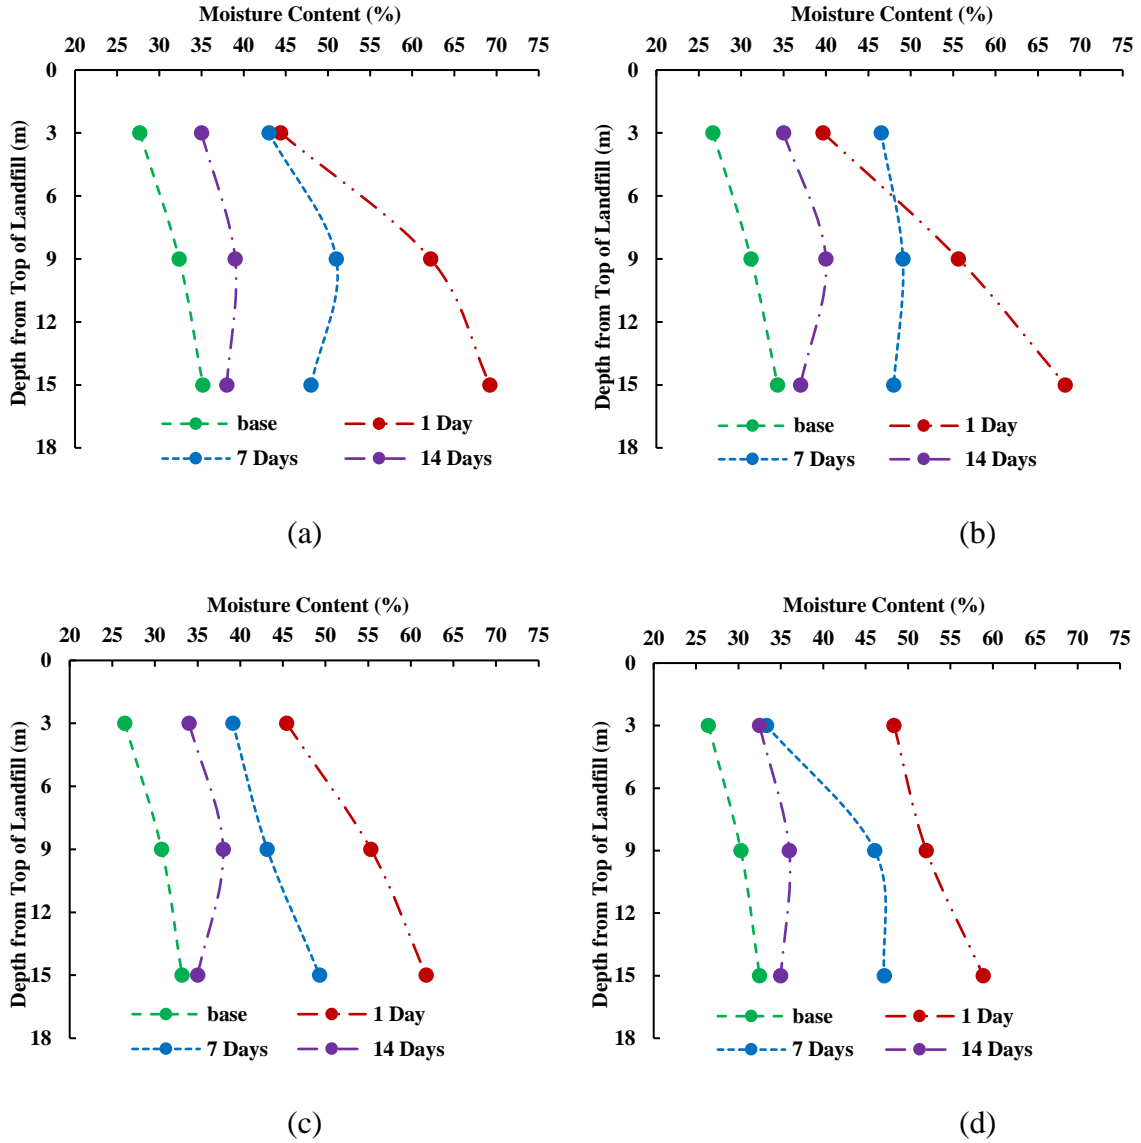 Moisture Content (%)
20 25 30 35 40 45 50 55 60 65 70 75
0
3
6
9
12
15
18
Depth from Top of Landfill (m)
base 1 Day
7 Days 14 Days
(a)
Moisture Content (%)
20 25 30 35 40 45 50 55 60 65 70 75
0
3
6
9
12
15
18
Depth from Top of Landfill (m)
base 1 Day
7 Days 14 Days
(b)
Moisture Content (%)
20 25 30 35 40 45 50 55 60 65 70 75
0
3
6
9
12
15
18
Depth from Top of Landfill (m)
base 1 Day
7 Days 14 Days
(c)
Moisture Content (%)
20 25 30 35 40 45 50 55 60 65 70 75
0
3
6
9
12
15
18
Depth from Top of Landfill (m)
base 1 Day
7 Days 14 Days
(d)